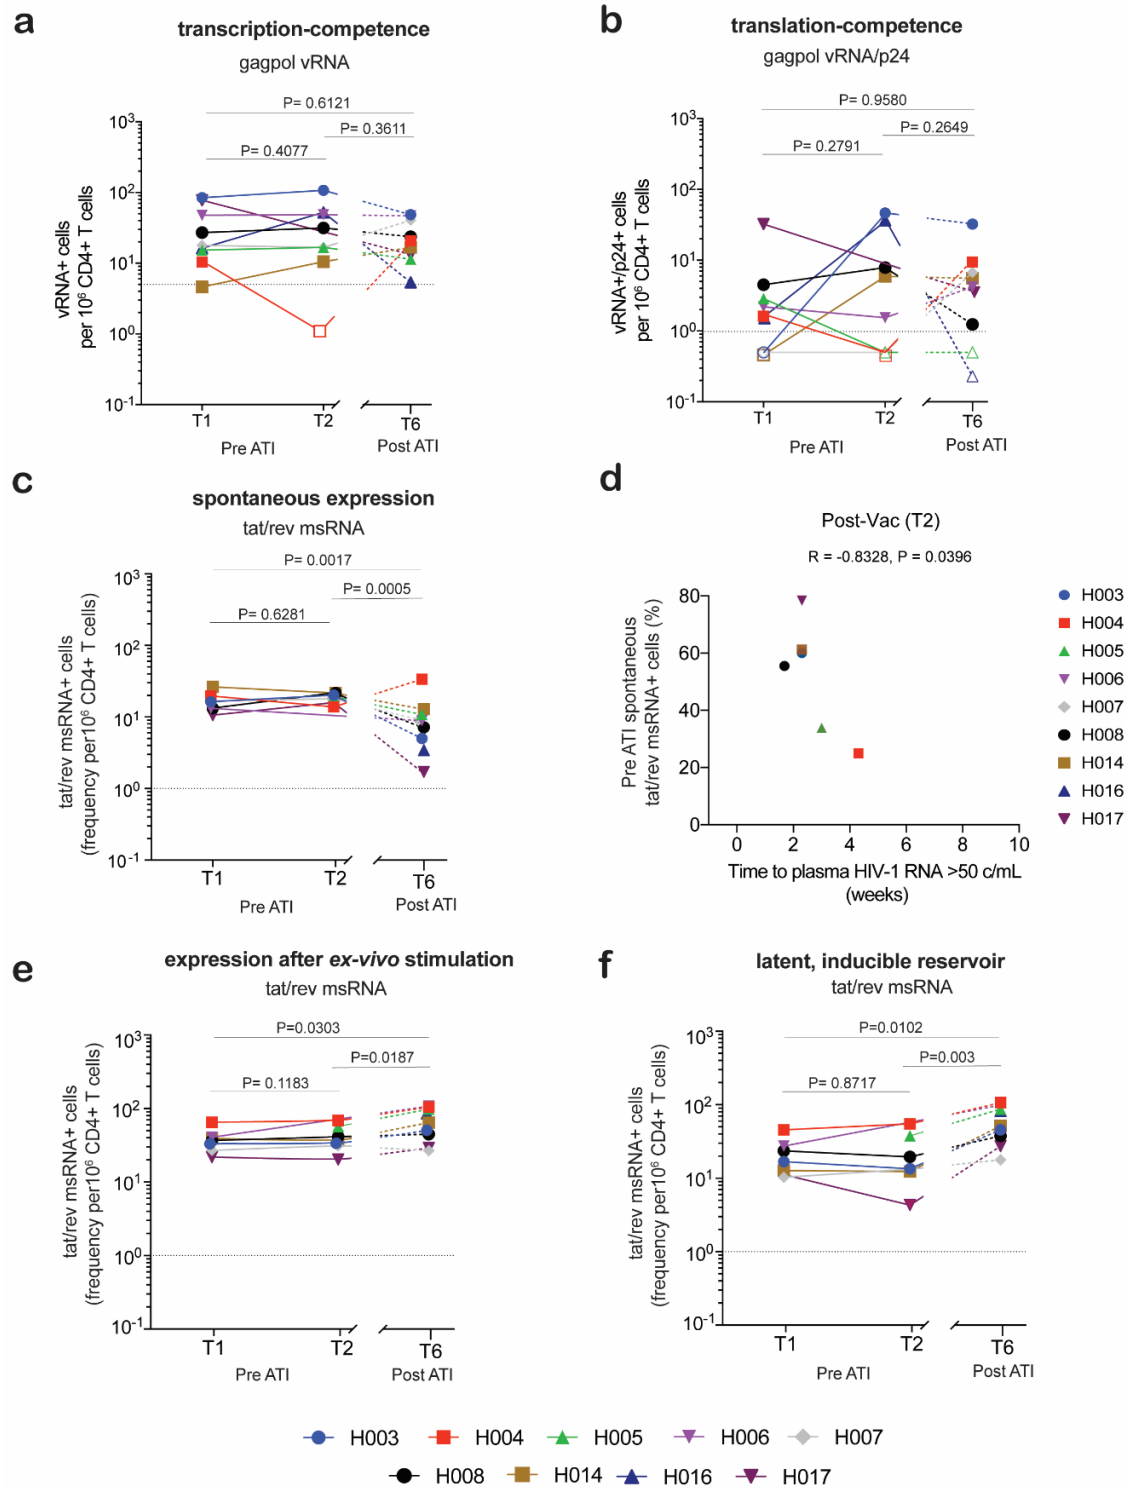 a
transcription-competence
gagpol vRNA
P= 0.6121
P= 0.3611
P= 0.4077
10³
10²
10¹
10⁰
10⁻¹
vRNA+ cells
per 10⁶ CD4+ T cells
T1
T2
T6
Pre ATI
Post ATI
b
translation-competence
gagpol vRNA/p24
P= 0.9580
P= 0.2649
P= 0.2791
10³
10²
10¹
10⁰
10⁻¹
vRNA+/p24+ cells
per 10⁶ CD4+ T cells
T1
T2
T6
Pre ATI
Post ATI
c
spontaneous expression
tat/rev msRNA
P= 0.0017
P= 0.0005
P= 0.6281
10³
10²
10¹
10⁰
10⁻¹
tat/rev msRNA+ cells
(frequency per10⁶ CD4+ T cells)
T1
T2
T6
Pre ATI
Post ATI
d
Post-Vac (T2)
R = -0.8328, P = 0.0396
80
60
40
20
0
Pre ATI spontaneous
tat/rev msRNA+ cells (%)
0 2 4 6 8 10
Time to plasma HIV-1 RNA >50 c/mL
(weeks)
H003
H004
H005
H006
H007
H008
H014
H016
H017
e
expression after ex-vivo stimulation
tat/rev msRNA
P=0.0303
P=0.0187
P= 0.1183
10³
10²
10¹
10⁰
10⁻¹
tat/rev msRNA+ cells
(frequency per10⁶ CD4+ T cells)
T1
T2
T6
Pre ATI
Post ATI
f
latent, inducible reservoir
tat/rev msRNA
P=0.0102
P=0.003
P= 0.8717
10³
10²
10¹
10⁰
10⁻¹
tat/rev msRNA+ cells
(frequency per10⁶ CD4+ T cells)
T1
T2
T6
Pre ATI
Post ATI
H003 H004 H005 H006 H007
H008 H014 H016 H017